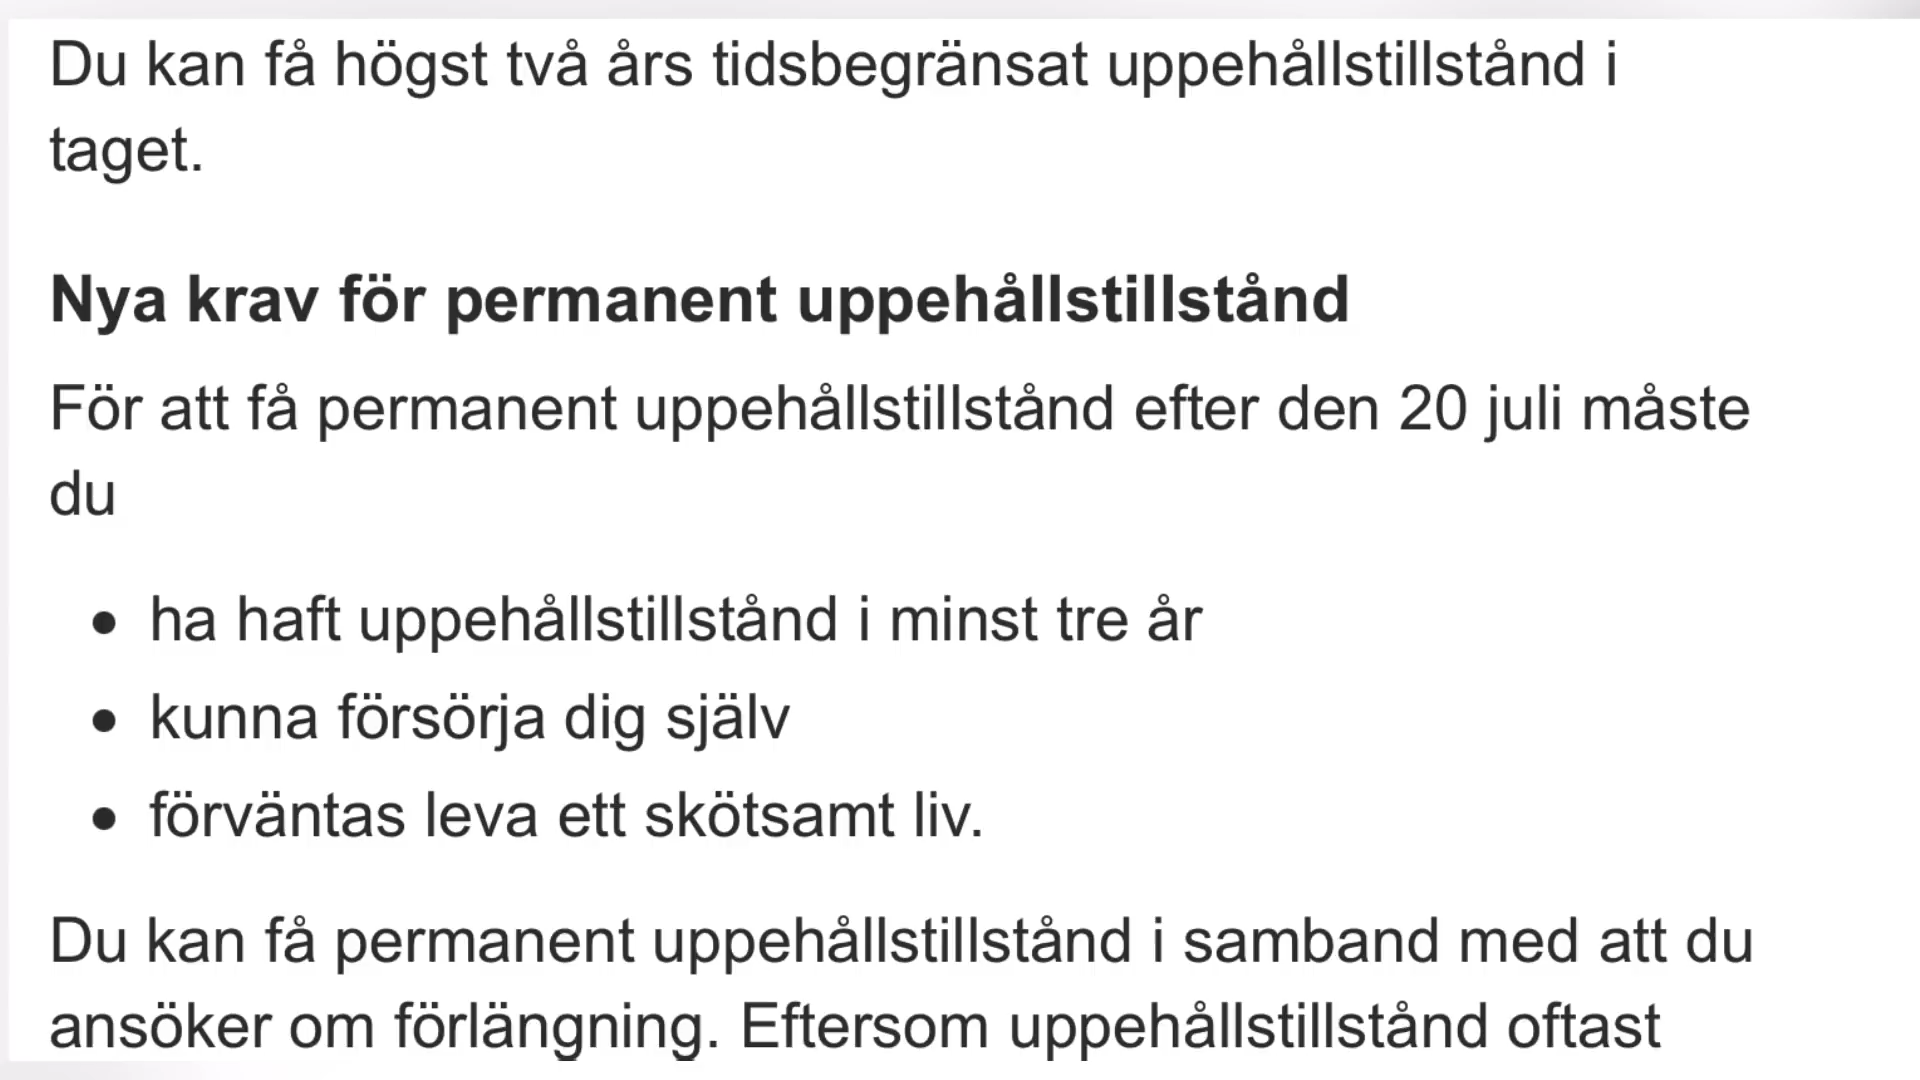 Du kan få högst två års tidsbegränsat uppehållstillstånd i
taget.
Nya krav för permanent uppehållstillstånd
För att få permanent uppehållstillstånd efter den 20 juli måste
du
• ha haft uppehållstillstånd i minst tre år
• kunna försörja dig själv
• förväntas leva ett skötsamt liv.
Du kan få permanent uppehållstillstånd i samband med att du
ansöker om förlängning. Eftersom uppehållstillstånd oftast